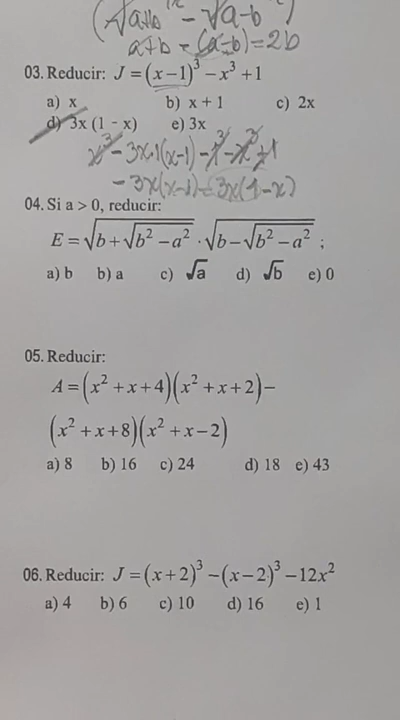 (√a+b - √a-b)
a+b - (a-b) = 2b
03. Reducir: J = (x−1)³ − x³ + 1
a) x b) x + 1 c) 2x
d) 3x (1 - x) e) 3x
x³ - 3x·1(x-1) - 1³ - x³ + 1
- 3x(x-1) = 3x(1-x)
04. Si a > 0, reducir:
E = √(b+√(b² −a²)) · √(b−√(b² −a²)) ;
a) b b) a c) √a d) √b e) 0
05. Reducir:
A = (x² + x + 4)(x² + x + 2) −
(x² + x + 8)(x² + x − 2)
a) 8 b) 16 c) 24 d) 18 e) 43
06. Reducir: J = (x+2)³ − (x−2)³ − 12x²
a) 4 b) 6 c) 10 d) 16 e) 1